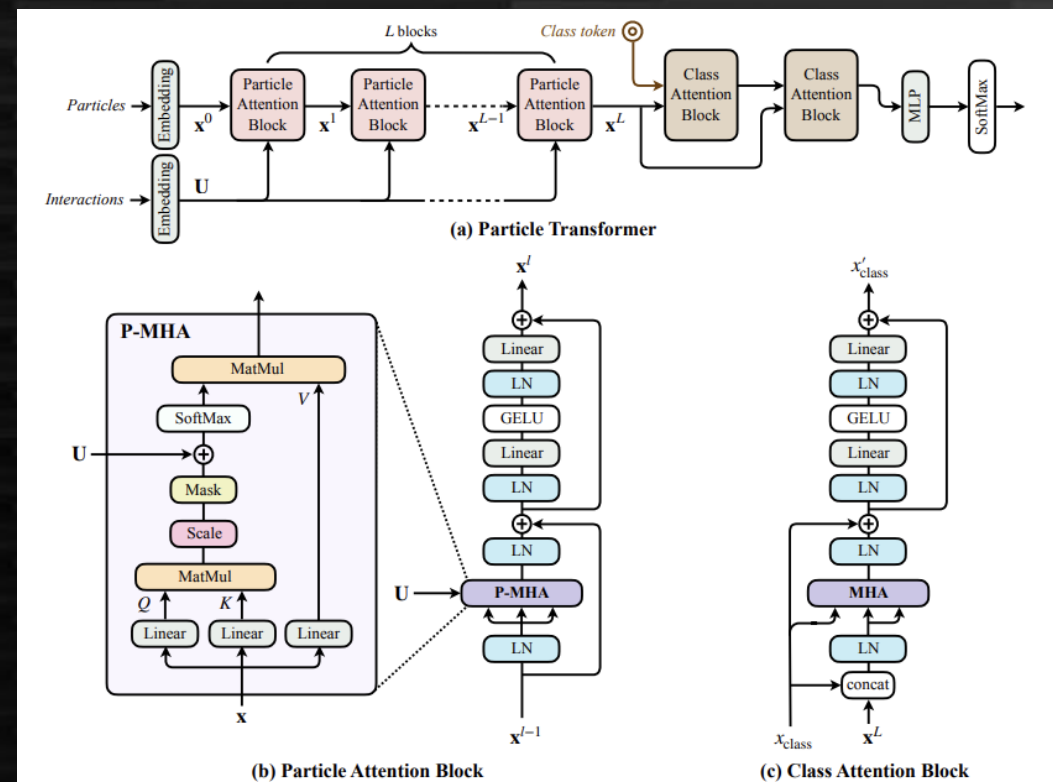 L blocks
Class token
Particles
Embedding
x⁰
Particle
Attention
Block
x¹
Particle
Attention
Block
xᴸ⁻¹
Particle
Attention
Block
xᴸ
Class
Attention
Block
Class
Attention
Block
MLP
SoftMax
Interactions
Embedding
U
(a) Particle Transformer
P-MHA
MatMul
V
SoftMax
U
+
Mask
Scale
MatMul
Q
K
Linear
Linear
Linear
x
xˡ
+
Linear
LN
GELU
Linear
LN
+
LN
U
P-MHA
LN
xˡ⁻¹
(b) Particle Attention Block
x′class
+
Linear
LN
GELU
Linear
LN
+
LN
MHA
LN
concat
xclass
xᴸ
(c) Class Attention Block